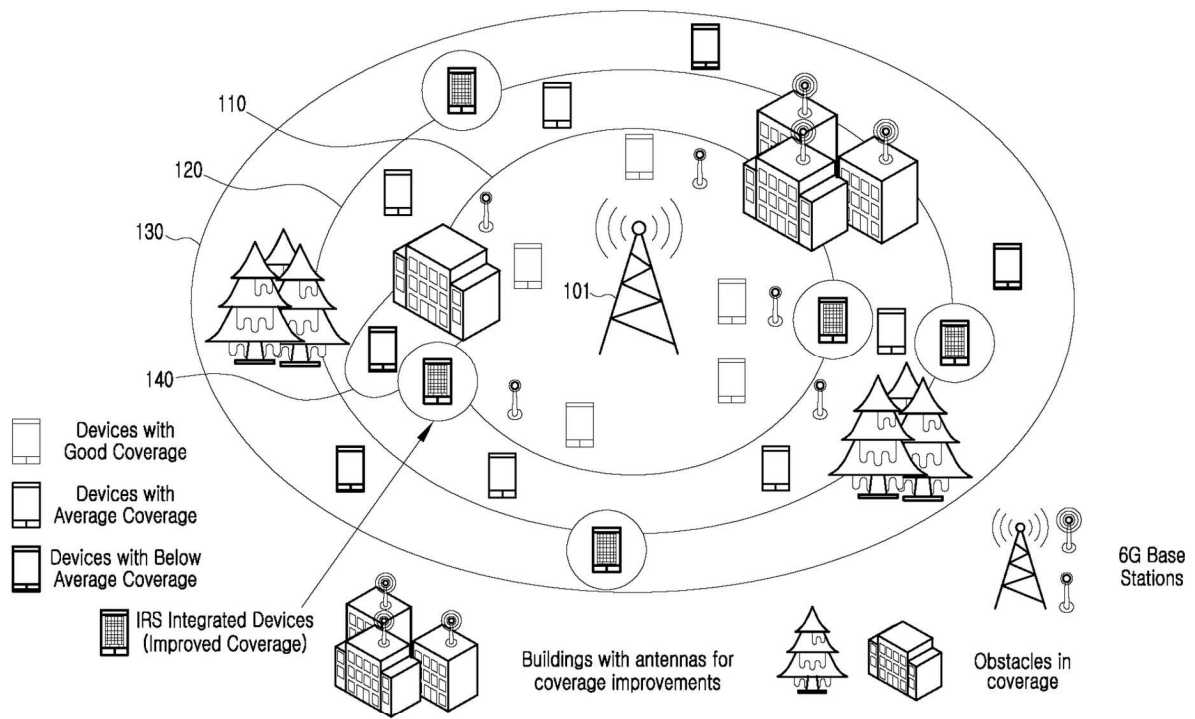 110
120
130
101
140
Devices with
Good Coverage
Devices with
Average Coverage
Devices with Below
Average Coverage
IRS Integrated Devices
(Improved Coverage)
Buildings with antennas for
coverage improvements
Obstacles in
coverage
6G Base
Stations